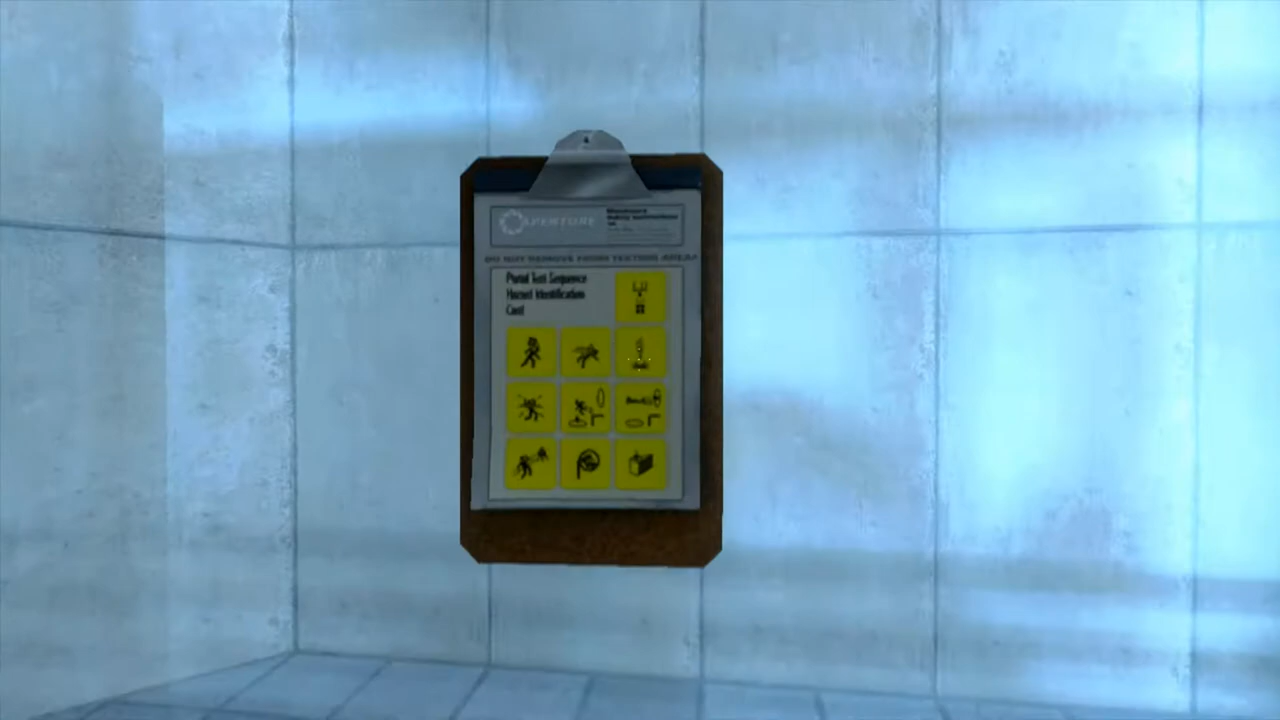 APERTURE
DO NOT REMOVE FROM TESTING AREA!
Portal Test Sequence
Hazard Identification
Card